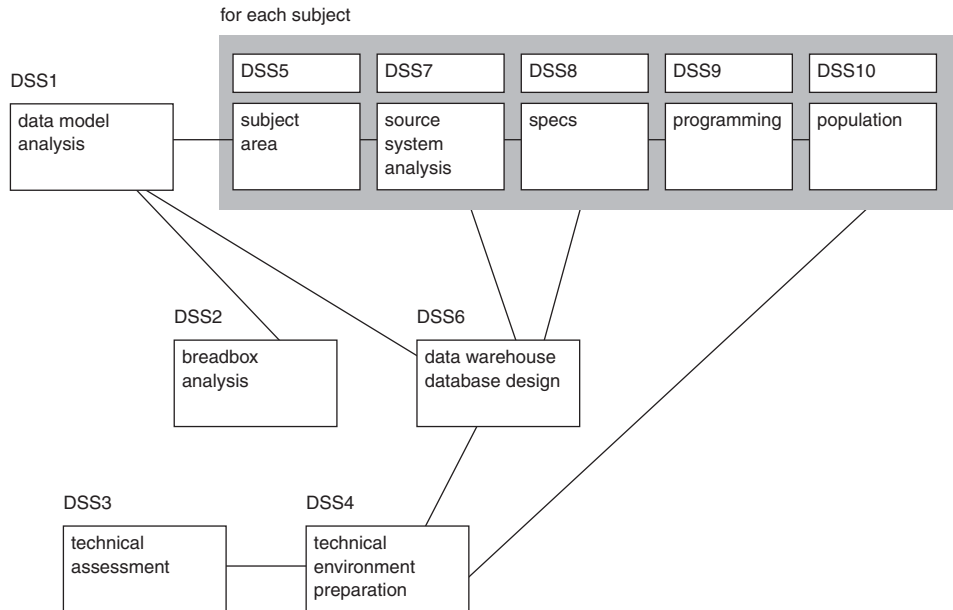 for each subject
DSS1
DSS5
DSS7
DSS8
DSS9
DSS10
data model
analysis
subject
area
source
system
analysis
specs
programming
population
DSS2
breadbox
analysis
DSS6
data warehouse
database design
DSS3
technical
assessment
DSS4
technical
environment
preparation